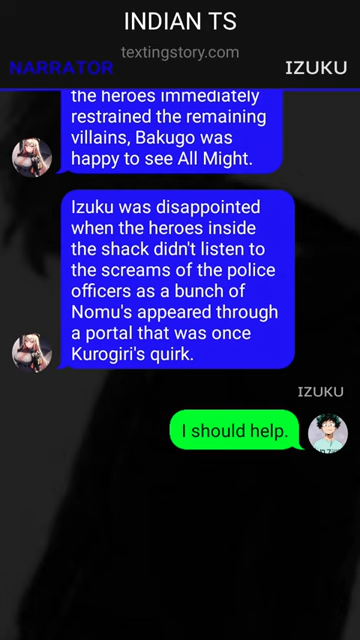 INDIAN TS
textingstory.com
NARRATOR
IZUKU
the heroes immediately
restrained the remaining
villains, Bakugo was
happy to see All Might.
Izuku was disappointed
when the heroes inside
the shack didn't listen to
the screams of the police
officers as a bunch of
Nomu's appeared through
a portal that was once
Kurogiri's quirk.
IZUKU
I should help.